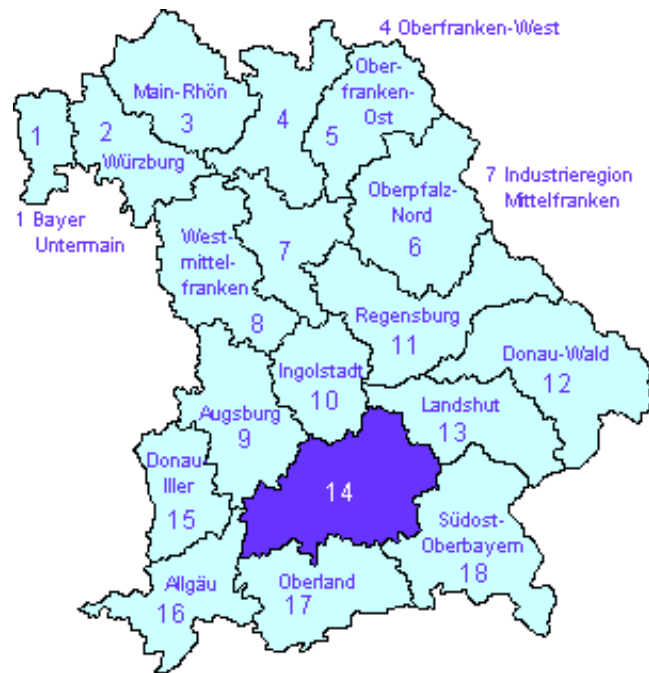 4 Oberfranken-West
Main-Rhön
3
Ober-
franken-
Ost
5
4
1
2
Würzburg
Oberpfalz-
Nord
6
7 Industrieregion
Mittelfranken
1 Bayer
Untermain
West-
mittel-
franken
8
7
Regensburg
11
Donau-Wald
12
Ingolstadt
10
Augsburg
9
Landshut
13
Donau-
Iller
15
14
Südost-
Oberbayern
18
Allgäu
16
Oberland
17